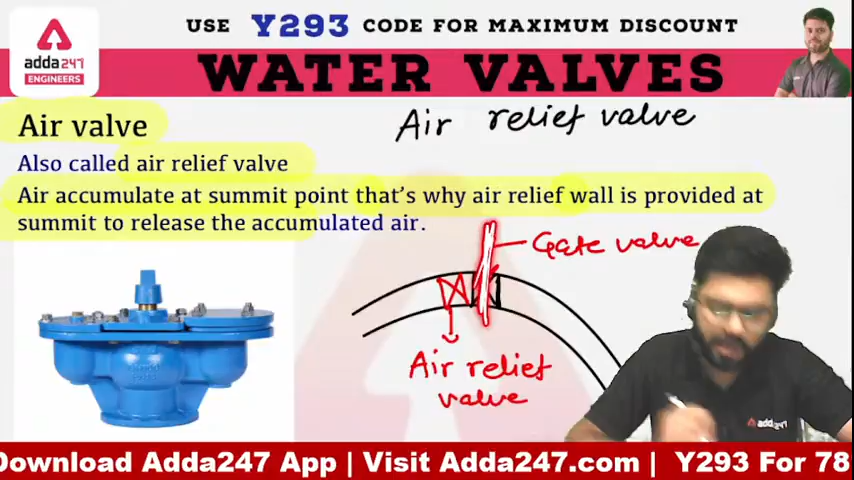 USE Y293 CODE FOR MAXIMUM DISCOUNT
adda247
ENGINEERS
WATER VALVES
Air valve
Air relief valve
Also called air relief valve
Air accumulate at summit point that's why air relief wall is provided at
summit to release the accumulated air.
Gate valve
Air relief
valve
adda247
Download Adda247 App | Visit Adda247.com | Y293 For 78